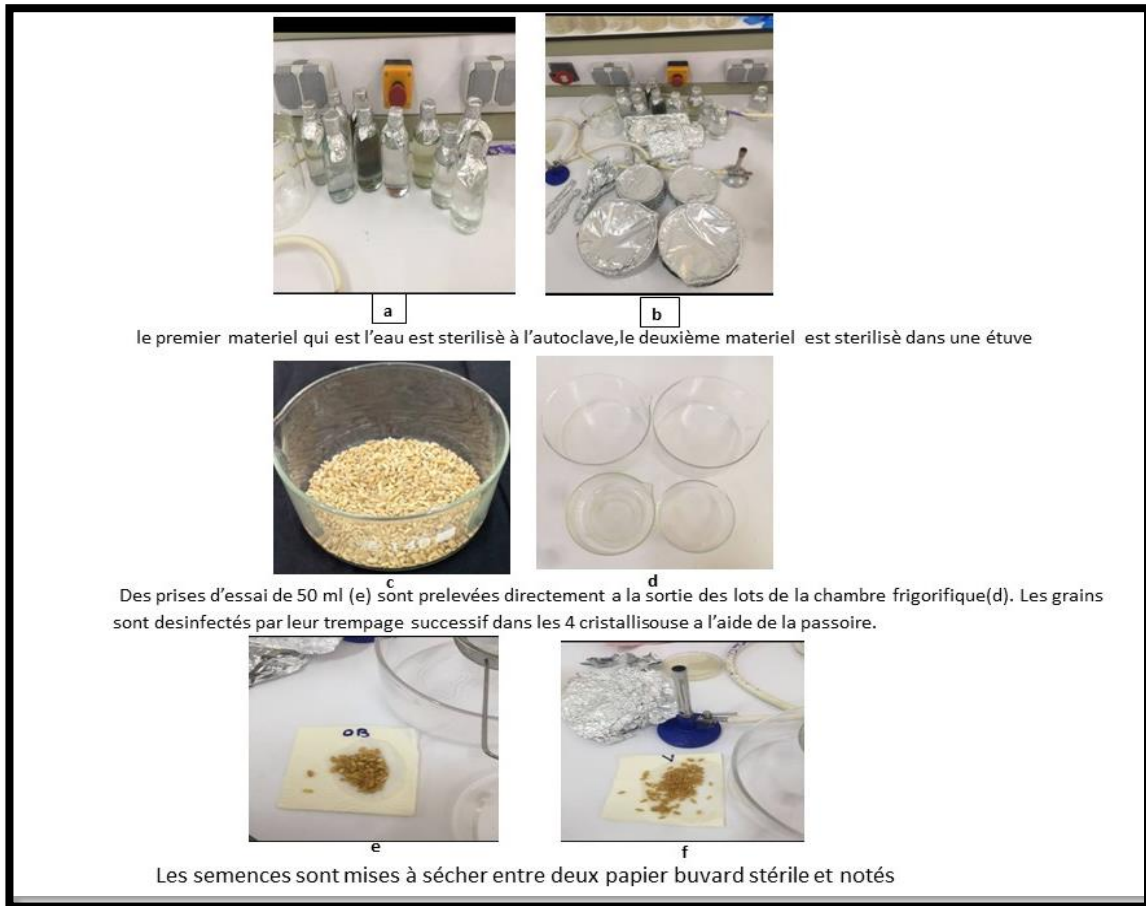 a
b
le premier materiel qui est l'eau est sterilisè à l'autoclave,le deuxième materiel est sterilisè dans une étuve
c
d
Des prises d'essai de 50 ml (e) sont prelevées directement a la sortie des lots de la chambre frigorifique(d). Les grains
sont desinfectés par leur trempage successif dans les 4 cristallisouse a l'aide de la passoire.
OB
L
e
f
Les semences sont mises à sécher entre deux papier buvard stérile et notés